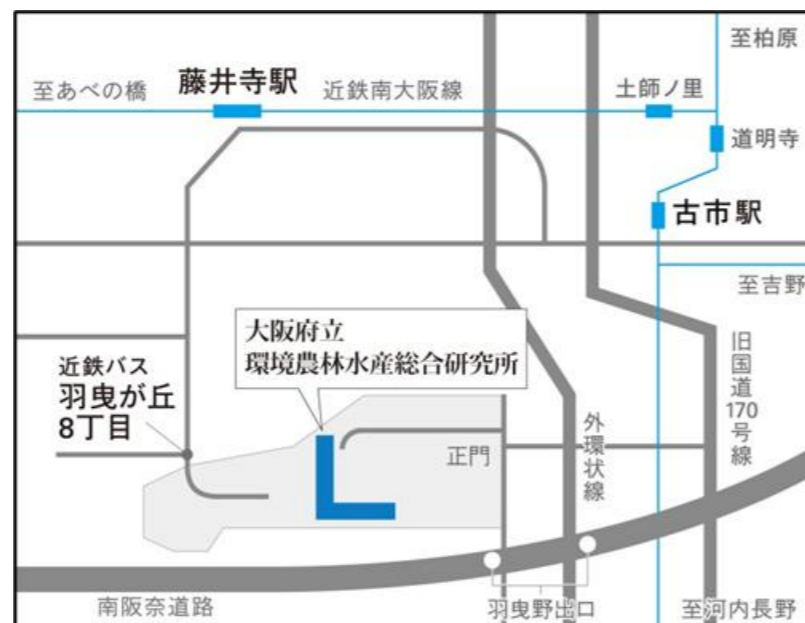 至柏原
藤井寺駅
至あべの橋
近鉄南大阪線
土師ノ里
道明寺
古市駅
至吉野
大阪府立
環境農林水産総合研究所
近鉄バス
羽曳が丘
8丁目
旧国道170号線
外環状線
正門
南阪奈道路
羽曳野出口
至河内長野